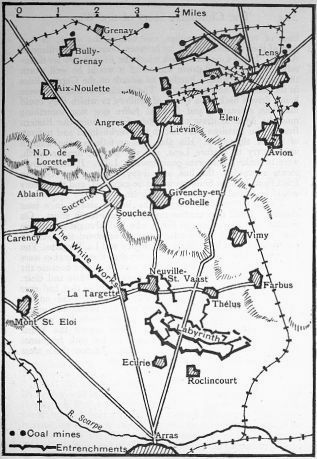 0 1 2 3 4 Miles
Grenay
Bully-
Grenay
Lens
Aix-Noulette
Angres
Liévin
Eleu
Avion
N.D. de
Lorette
Ablain
Sucrerie
Souchez
Givenchy-en-
Gohelle
Carency
The White Works
Vimy
Neuville-
St. Vaast
La Targette
Thélus
Farbus
Mont St. Eloi
Labyrinth
Ecurie
Roclincourt
R. Scarpe
Arras
Coal mines
Entrenchments